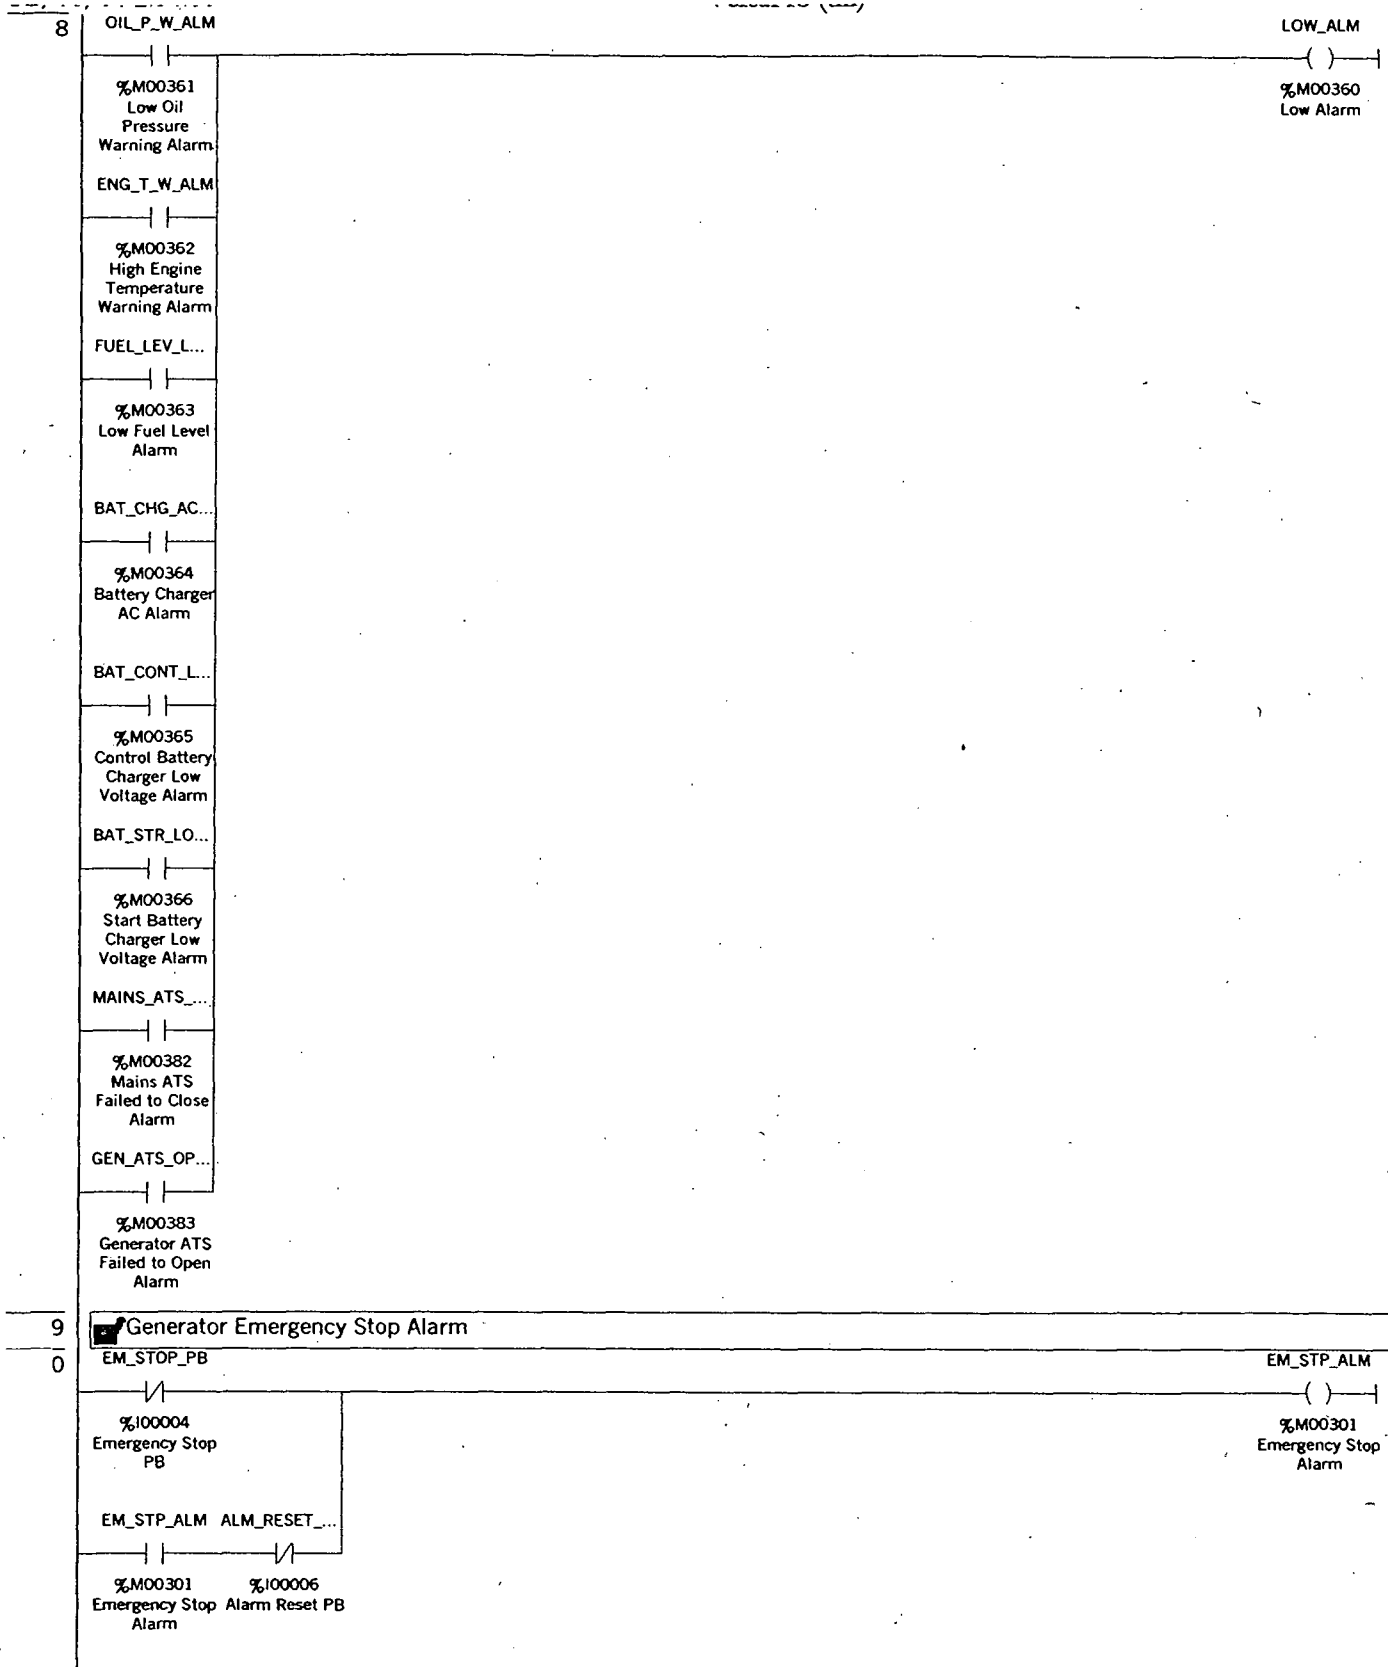 8
OIL_P_W_ALM
LOW_ALM
%M00361
Low Oil
Pressure
Warning Alarm
%M00360
Low Alarm
ENG_T_W_ALM
%M00362
High Engine
Temperature
Warning Alarm
FUEL_LEV_L...
%M00363
Low Fuel Level
Alarm
BAT_CHG_AC...
%M00364
Battery Charger
AC Alarm
BAT_CONT_L...
%M00365
Control Battery
Charger Low
Voltage Alarm
BAT_STR_LO...
%M00366
Start Battery
Charger Low
Voltage Alarm
MAINS_ATS_...
%M00382
Mains ATS
Failed to Close
Alarm
GEN_ATS_OP...
%M00383
Generator ATS
Failed to Open
Alarm
9
Generator Emergency Stop Alarm
0
EM_STOP_PB
EM_STP_ALM
%I00004
Emergency Stop
PB
%M00301
Emergency Stop
Alarm
EM_STP_ALM ALM_RESET_...
%M00301 %I00006
Emergency Stop Alarm Reset PB
Alarm